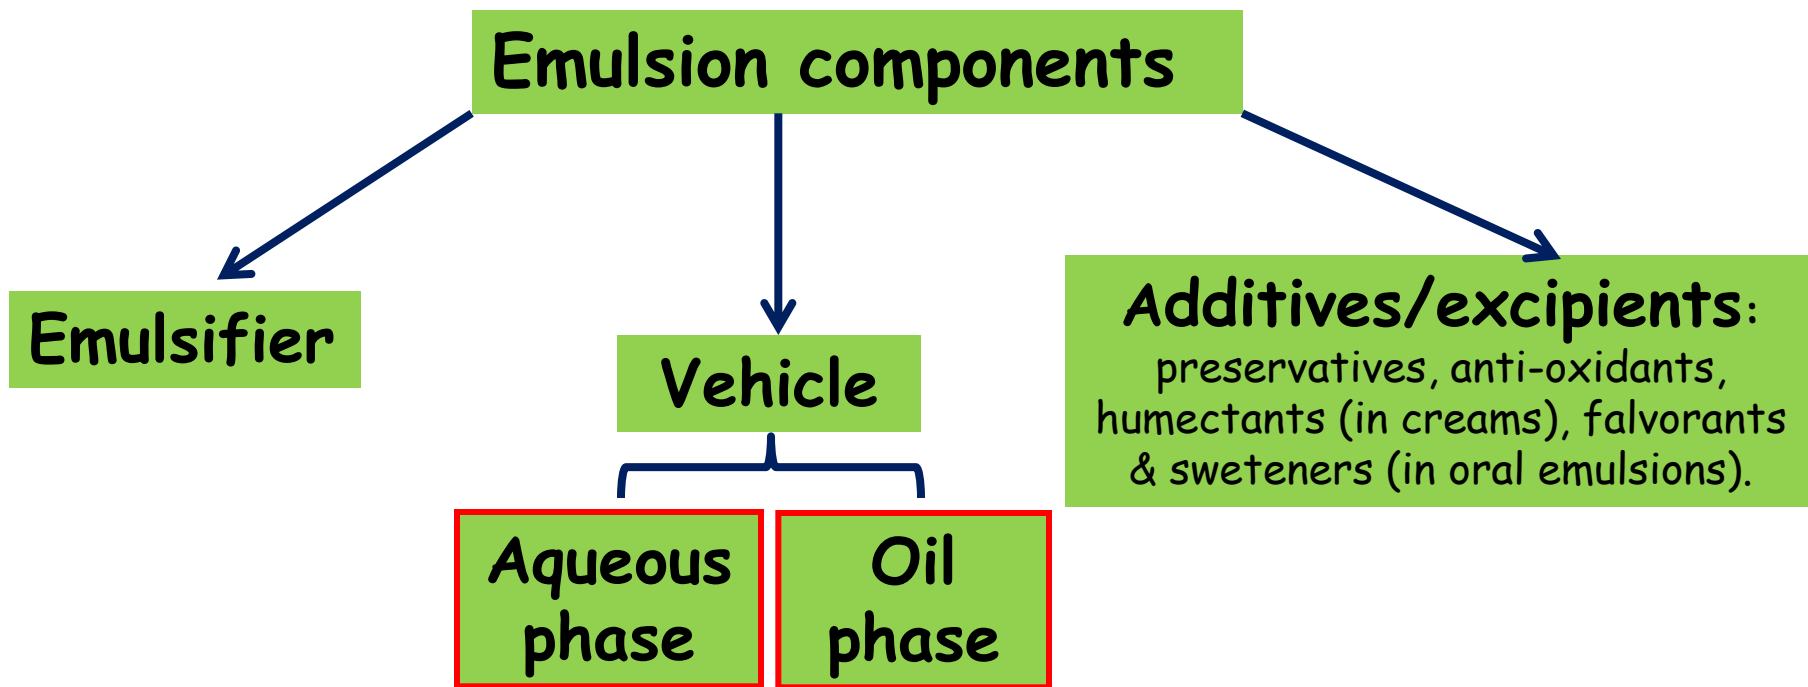 Emulsion components
Emulsifier
Vehicle
Additives/excipients:
preservatives, anti-oxidants,
humectants (in creams), falvorants
& sweteners (in oral emulsions).
Aqueous
phase
Oil
phase